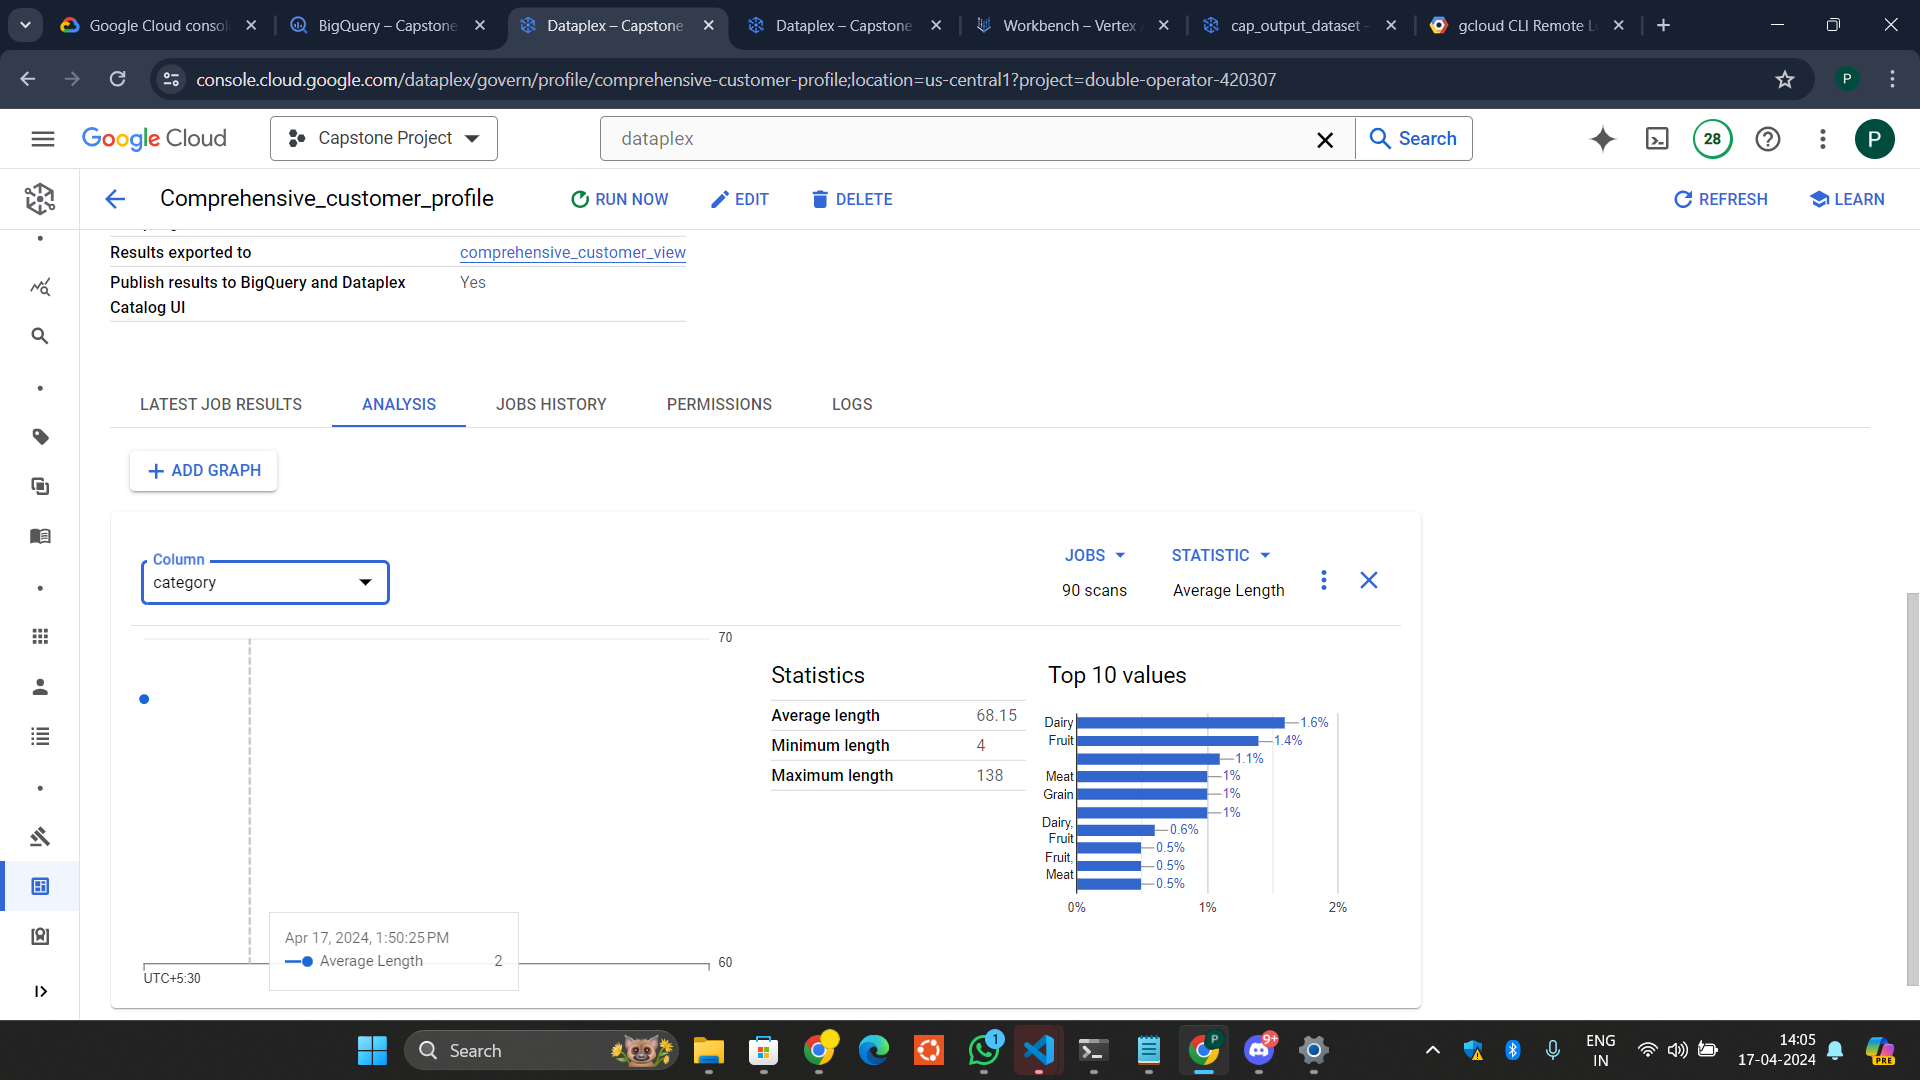 Google Cloud consol
BigQuery – Capstone
Dataplex – Capstone
Dataplex – Capstone
Workbench – Vertex
cap_output_dataset –
gcloud CLI Remote L
console.cloud.google.com/dataplex/govern/profile/comprehensive-customer-profile;location=us-central1?project=double-operator-420307
P
Google Cloud
Capstone Project
dataplex
Search
28
P
Comprehensive_customer_profile
RUN NOW
EDIT
DELETE
REFRESH
LEARN
Results exported to
comprehensive_customer_view
Publish results to BigQuery and Dataplex
Catalog UI
Yes
LATEST JOB RESULTS
ANALYSIS
JOBS HISTORY
PERMISSIONS
LOGS
ADD GRAPH
Column
category
JOBS
90 scans
STATISTIC
Average Length
70
60
UTC+5:30
Apr 17, 2024, 1:50:25 PM
Average Length 2
Statistics
Average length 68.15
Minimum length 4
Maximum length 138
Top 10 values
Dairy 1.6%
Fruit 1.4%
1.1%
Meat 1%
Grain 1%
1%
Dairy,
Fruit
0.6%
0.5%
Fruit,
Meat
0.5%
0.5%
0% 1% 2%
Search
1
P
9+
ENG
IN
14:05
17-04-2024
PRE